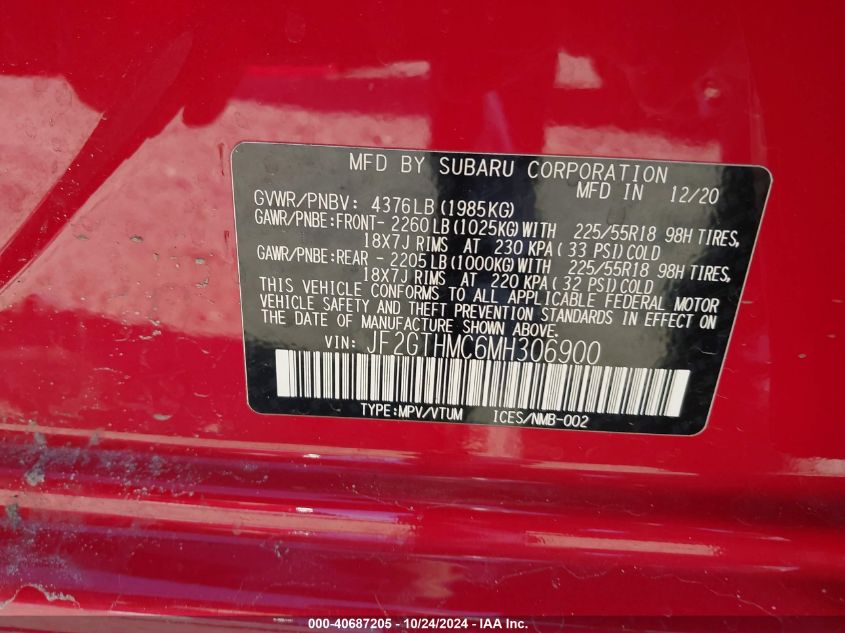 MFD BY SUBARU CORPORATION
MFD IN 12/20
GVWR/PNBV: 4376LB(1985KG)
GAWR/PNBE:FRONT- 2260LB(1025KG)WITH 225/55R18 98H TIRES,
18X7J RIMS AT 230 KPA(33 PSI)COLD
GAWR/PNBE:REAR - 2205LB(1000KG)WITH 225/55R18 98H TIRES,
18X7J RIMS AT 220 KPA(32 PSI)COLD
THIS VEHICLE CONFORMS TO ALL APPLICABLE FEDERAL MOTOR
VEHICLE SAFETY AND THEFT PREVENTION STANDARDS IN EFFECT ON
THE DATE OF MANUFACTURE SHOWN ABOVE.
VIN: JF2GTHMC6MH306900
TYPE:MPV/VTUM ICES/NMB-002
000-40687205 - 10/24/2024 - IAA Inc.